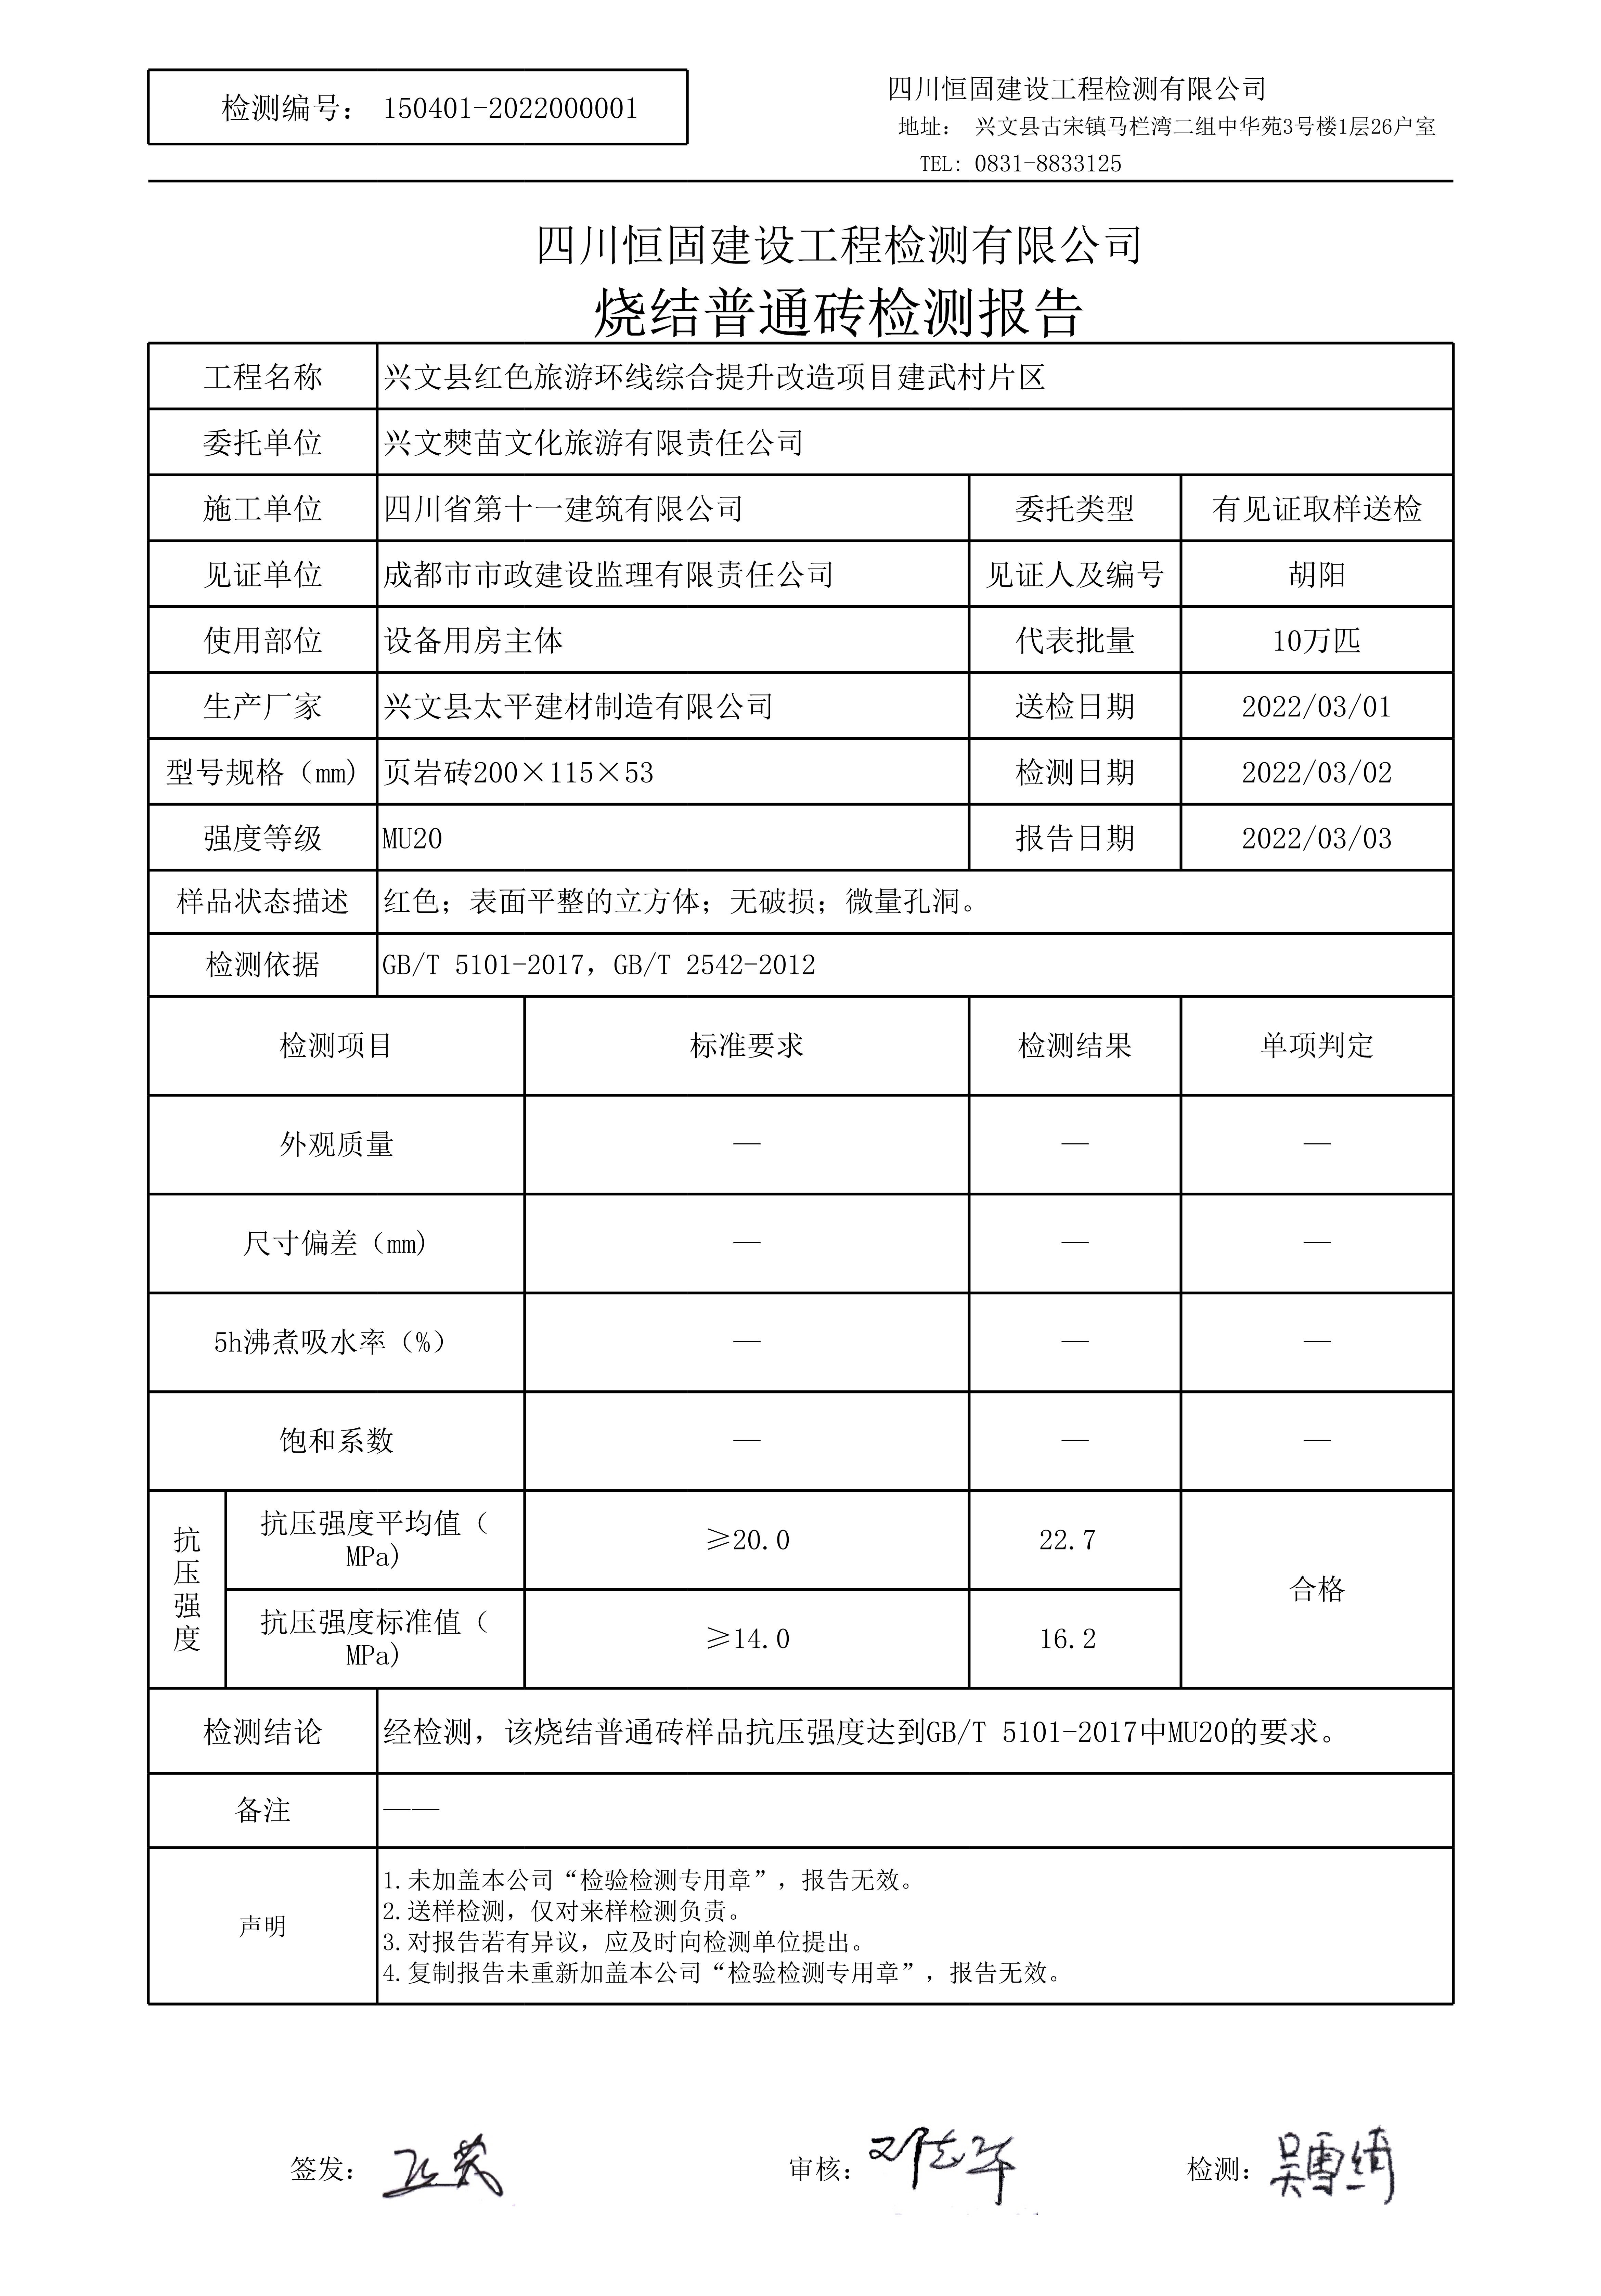 检测编号： 150401-2022000001
四川恒固建设工程检测有限公司
地址： 兴文县古宋镇马栏湾二组中华苑3号楼1层26户室
TEL: 0831-8833125
四川恒固建设工程检测有限公司
烧结普通砖检测报告
工程名称 兴文县红色旅游环线综合提升改造项目建武村片区
委托单位 兴文僰苗文化旅游有限责任公司
施工单位 四川省第十一建筑有限公司 委托类型 有见证取样送检
见证单位 成都市市政建设监理有限责任公司 见证人及编号 胡阳
使用部位 设备用房主体 代表批量 10万匹
生产厂家 兴文县太平建材制造有限公司 送检日期 2022/03/01
型号规格（mm) 页岩砖200×115×53 检测日期 2022/03/02
强度等级 MU20 报告日期 2022/03/03
样品状态描述 红色；表面平整的立方体；无破损；微量孔洞。
检测依据 GB/T 5101-2017，GB/T 2542-2012
检测项目 标准要求 检测结果 单项判定
外观质量 — — —
尺寸偏差（mm) — — —
5h沸煮吸水率（%） — — —
饱和系数 — — —
抗压强度
抗压强度平均值（
MPa) ≥20.0 22.7
合格
抗压强度标准值（
MPa) ≥14.0 16.2
检测结论 经检测，该烧结普通砖样品抗压强度达到GB/T 5101-2017中MU20的要求。
备注 ——
声明
1.未加盖本公司“检验检测专用章”，报告无效。
2.送样检测，仅对来样检测负责。
3.对报告若有异议，应及时向检测单位提出。
4.复制报告未重新加盖本公司“检验检测专用章”，报告无效。
签发： 审核：邓志华 检测：吴雪绮